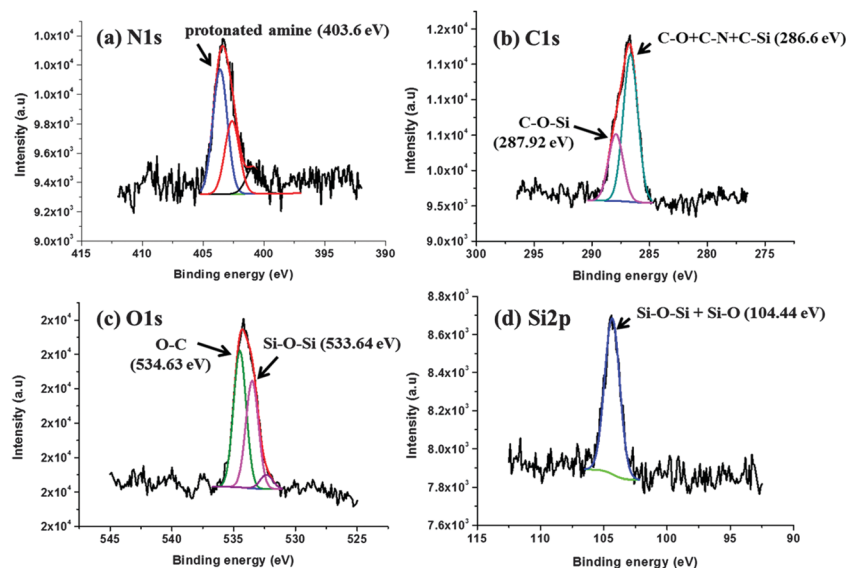 (a) N1s
protonated amine (403.6 eV)
Intensity (a.u)
1.0x10⁴
1.0x10⁴
1.0x10⁴
9.8x10³
9.6x10³
9.4x10³
9.2x10³
9.0x10³
415 410 405 400 395 390
Binding energy (eV)
(b) C1s
C-O+C-N+C-Si (286.6 eV)
C-O-Si
(287.92 eV)
Intensity (a.u)
1.2x10⁴
1.1x10⁴
1.1x10⁴
1.0x10⁴
9.5x10³
9.0x10³
300 295 290 285 280 275
Binding energy (eV)
(c) O1s
O-C
(534.63 eV)
Si-O-Si (533.64 eV)
Intensity (a.u)
2x10⁴
2x10⁴
2x10⁴
2x10⁴
2x10⁴
2x10⁴
2x10⁴
545 540 535 530 525
Binding energy (eV)
(d) Si2p
Si-O-Si + Si-O (104.44 eV)
Intensity (a.u)
8.8x10³
8.6x10³
8.4x10³
8.2x10³
8.0x10³
7.8x10³
7.6x10³
115 110 105 100 95 90
Binding energy (eV)